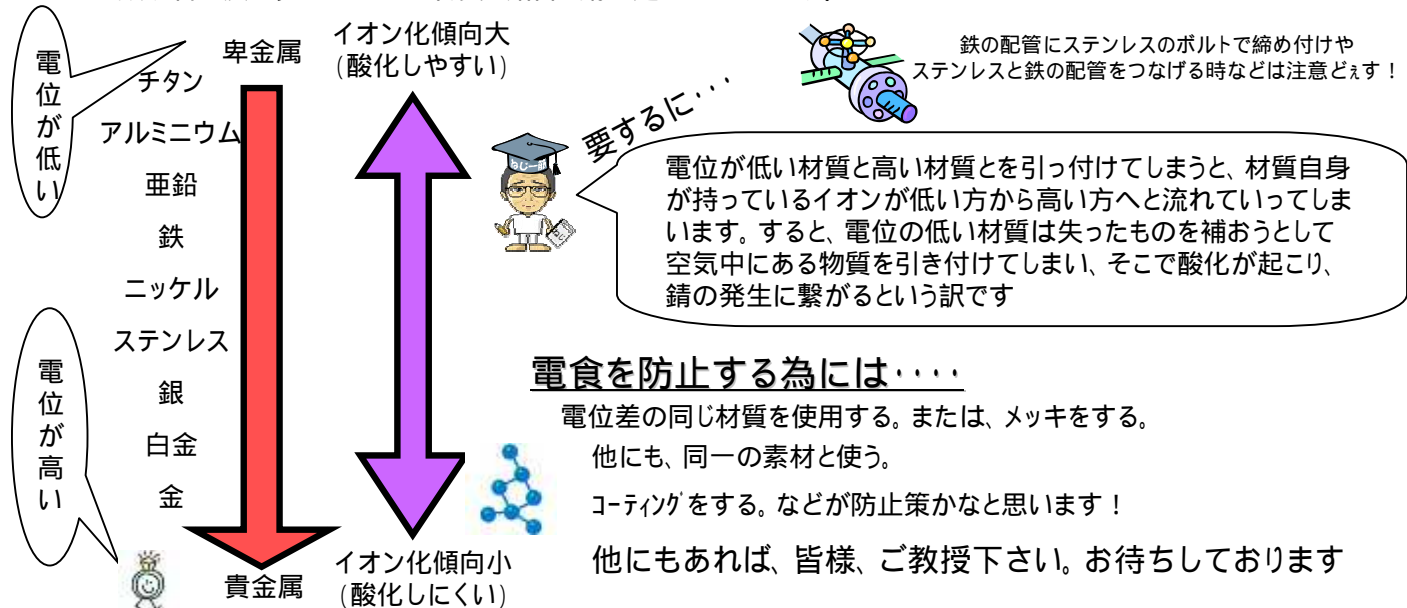 電位が低い
卑金属
チタン
アルミニウム
亜鉛
鉄
ニッケル
ステンレス
銀
白金
金
貴金属
電位が高い
イオン化傾向大
(酸化しやすい)
イオン化傾向小
(酸化しにくい)
鉄の配管にステンレスのボルトで締め付けや
ステンレスと鉄の配管をつなげる時などは注意どぇす！
要するに･･･
電位が低い材質と高い材質とを引っ付けてしまうと、材質自身
が持っているイオンが低い方から高い方へと流れていってしま
います。すると、電位の低い材質は失ったものを補おうとして
空気中にある物質を引き付けてしまい、そこで酸化が起こり、
錆の発生に繋がるという訳です
電食を防止する為には････
電位差の同じ材質を使用する。または、メッキをする。
他にも、同一の素材と使う。
ｺｰﾃｨﾝｸﾞをする。などが防止策かなと思います！
他にもあれば、皆様、ご教授下さい。お待ちしております